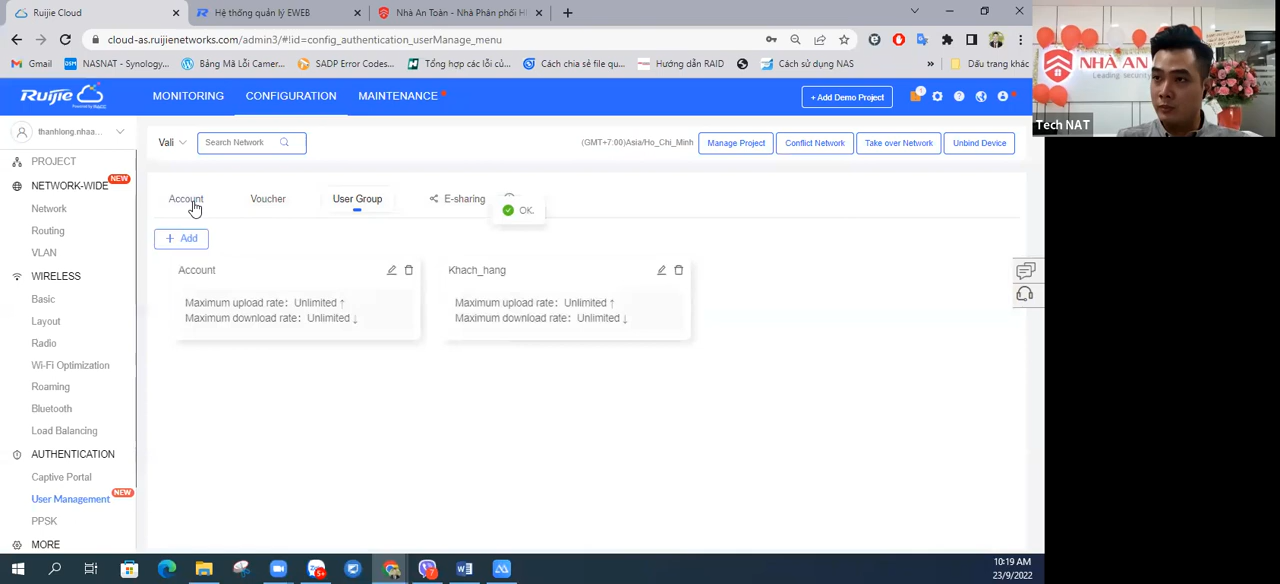 Ruijie Cloud
Hệ thống quản lý EWEB
Nhà An Toàn - Nhà Phân phối H
cloud-as.ruijienetworks.com/admin3/#!id=config_authentication_userManage_menu
Gmail
NASNAT - Synology...
Bảng Mã Lỗi Camer...
SADP Error Codes...
Tổng hợp các lỗi củ...
Cách chia sẻ file qu...
Hướng dẫn RAID
Cách sử dụng NAS
»
Dấu trang khác
NHÀ AN
Leading securit
Tech NAT
Ruijie
MONITORING
CONFIGURATION
MAINTENANCE
+ Add Demo Project
1
thanhlong.nhaa...
Vali
Search Network
(GMT+7:00)Asia/Ho_Chi_Minh
Manage Project
Conflict Network
Take over Network
Unbind Device
PROJECT
NETWORK-WIDE
NEW
Network
Routing
VLAN
WIRELESS
Basic
Layout
Radio
Wi-Fi Optimization
Roaming
Bluetooth
Load Balancing
AUTHENTICATION
Captive Portal
User Management
NEW
PPSK
MORE
Account
Voucher
User Group
E-sharing
OK.
+ Add
Account
Maximum upload rate: Unlimited ↑
Maximum download rate: Unlimited ↓
Khach_hang
Maximum upload rate: Unlimited ↑
Maximum download rate: Unlimited ↓
10:19 AM
23/9/2022